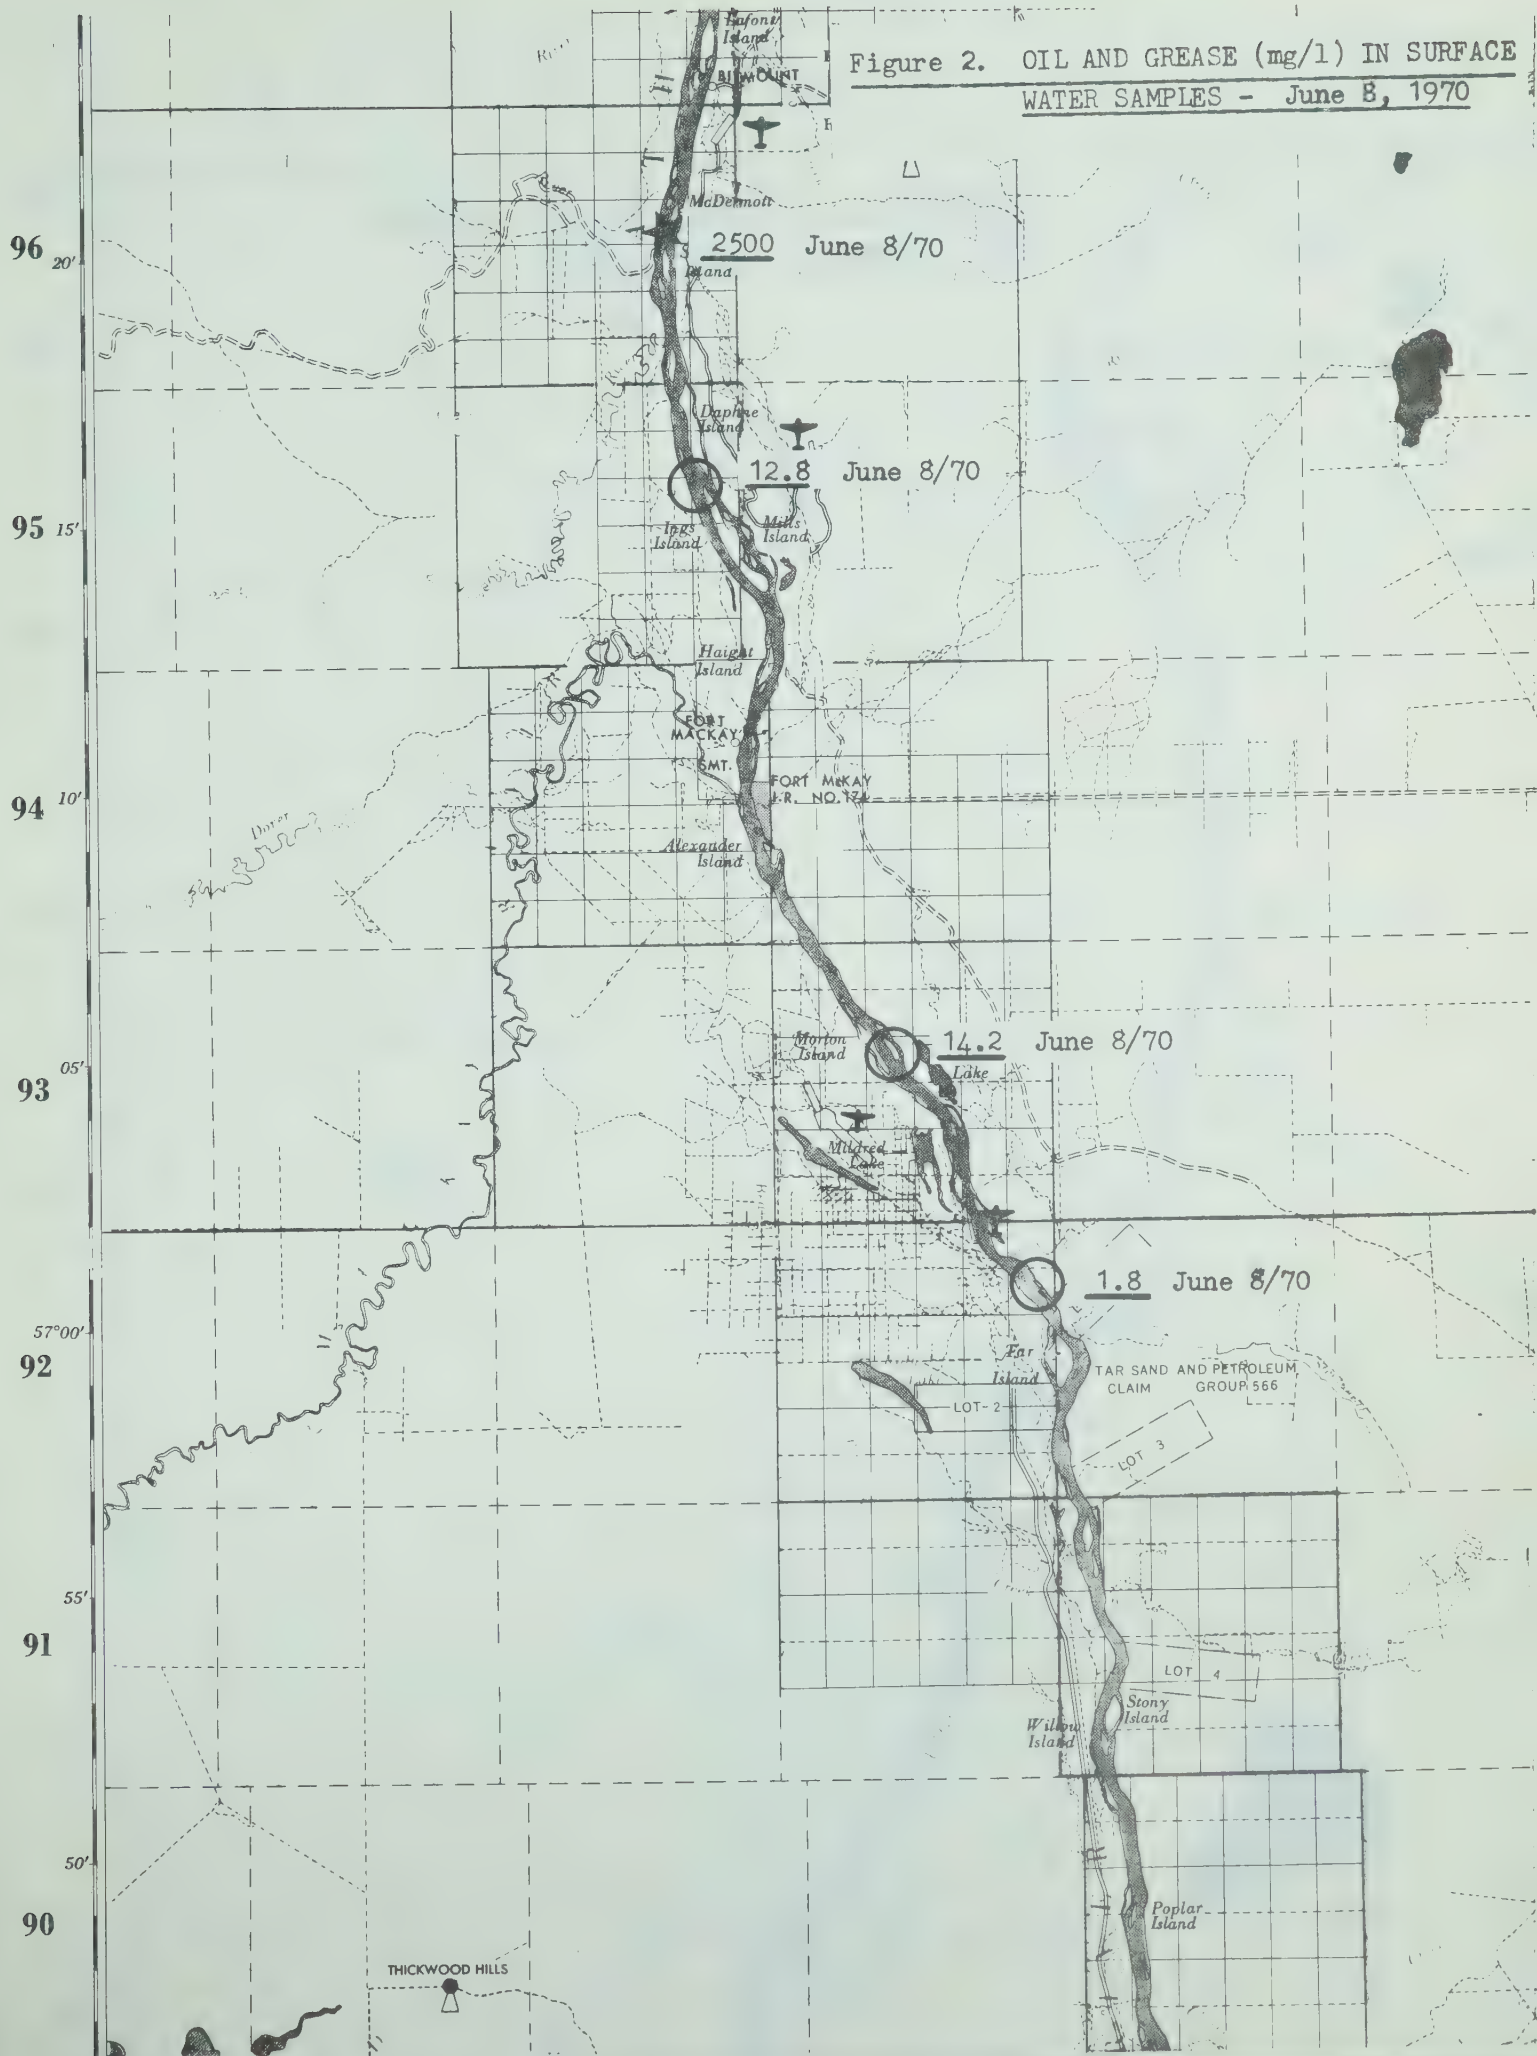 Figure 2. OIL AND GREASE (mg/l) IN SURFACE
WATER SAMPLES - June 8, 1970
Island
BITMOUNT
River
T H
McDermott
Island
S
96
20'
2500 June 8/70
Daphne
Island
12.8 June 8/70
95
15'
Ings
Island
Mills
Island
Haight
Island
FORT
MACKAY
SMT.
FORT McKAY
I.R. NO. 174
94
10'
Dover
Alexander
Island
Morton
Island
14.2 June 8/70
Lake
93
05'
Mildred
Lake
1.8 June 8/70
57°00'
92
Tar
Island
TAR SAND AND PETROLEUM
CLAIM GROUP 566
LOT-2
LOT 3
55'
91
LOT 4
Stony
Island
Willow
Island
50'
R
I
90
Poplar
Island
THICKWOOD HILLS